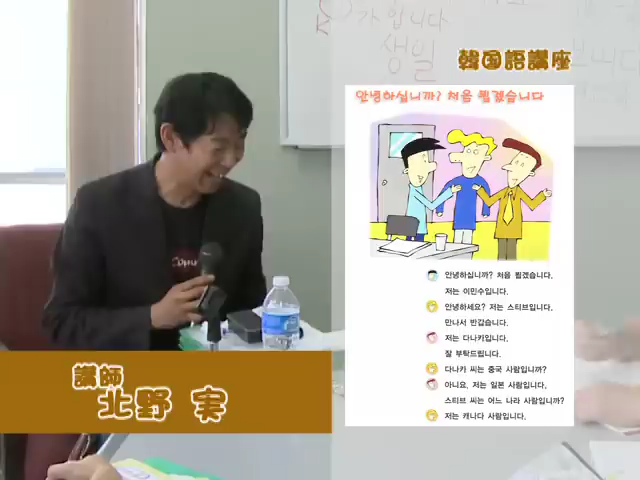 가 합니다
생일
韓国語講座
안녕하십니까? 처음 뵙겠습니다
안녕하십니까? 처음 뵙겠습니다.
저는 이민수입니다.
안녕하세요? 저는 스티브입니다.
만나서 반갑습니다.
저는 다나카입니다.
잘 부탁드립니다.
다나카 씨는 중국 사람입니까?
아니요, 저는 일본 사람입니다.
스티브 씨는 어느 나라 사람입니까?
저는 캐나다 사람입니다.
講師
北野 実